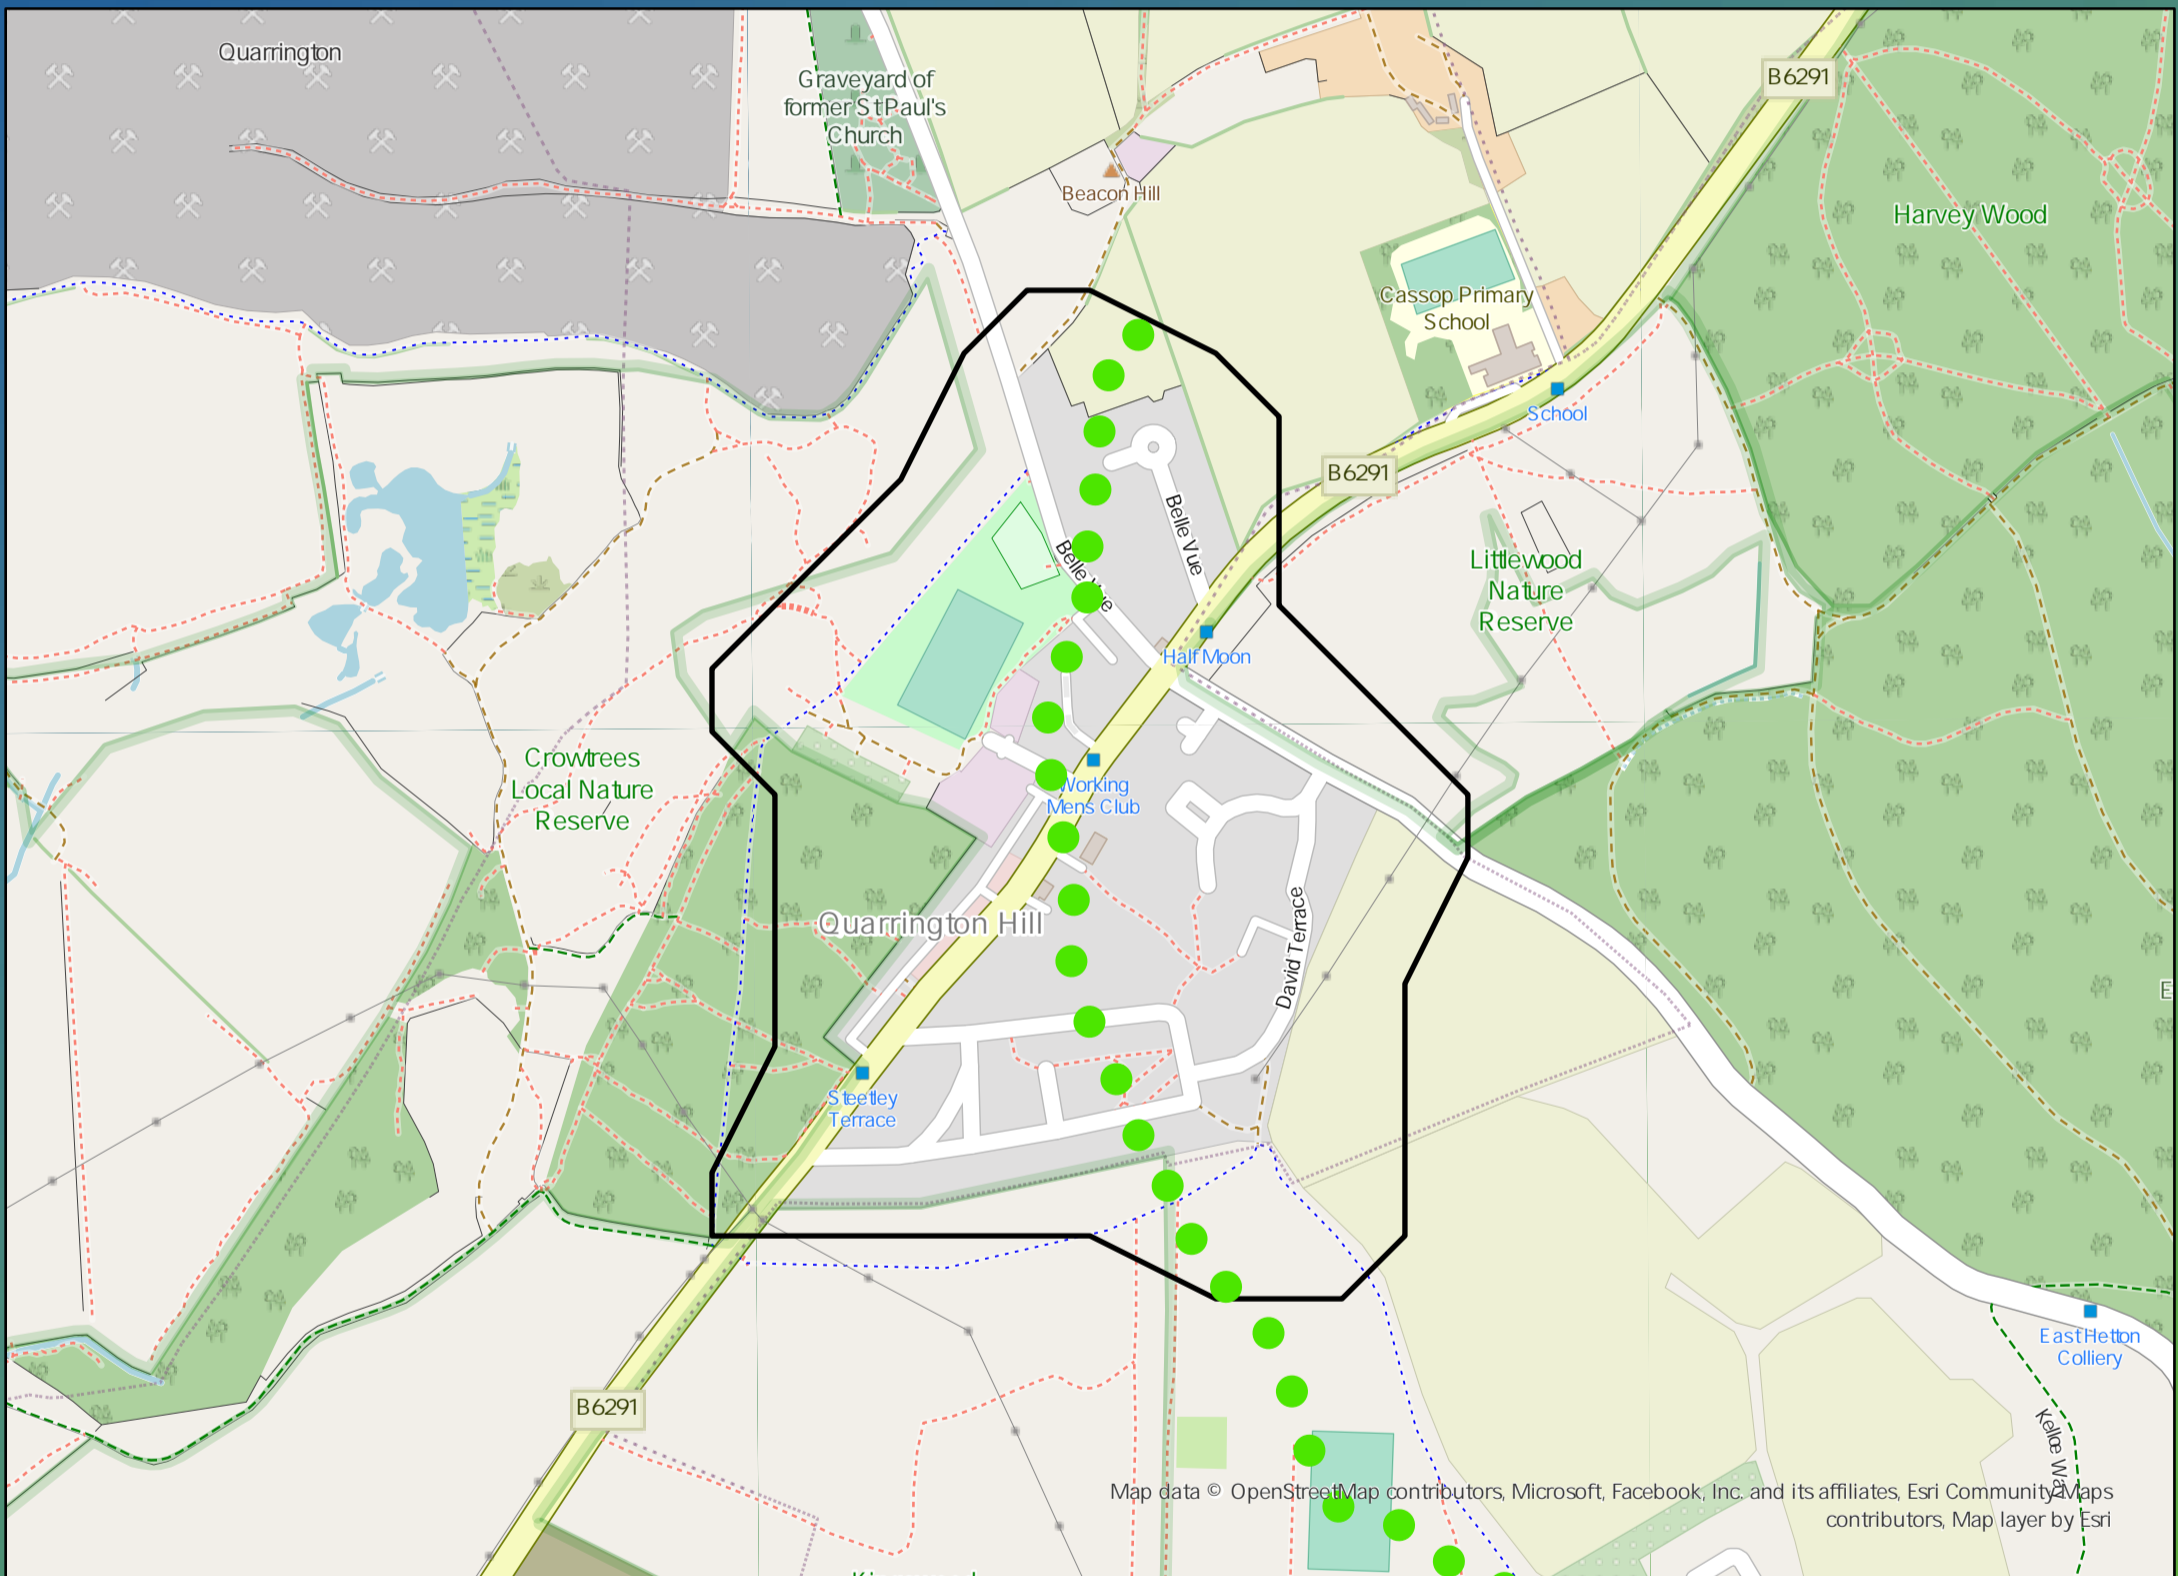 Quarrington
Graveyard of
former St Paul's
Church
B6291
Beacon Hill
Harvey Wood
Cassop Primary
School
School
B6291
Belle Vue
Belle Vue
Littlewood
Nature
Reserve
Half Moon
Crowtrees
Local Nature
Reserve
Working
Mens Club
Quarrington Hill
David Terrace
Steetley
Terrace
East Hetton
Colliery
B6291
Kelloe Way
Map data © OpenStreetMap contributors, Microsoft, Facebook, Inc. and its affiliates, Esri Community Maps
contributors, Map layer by Esri